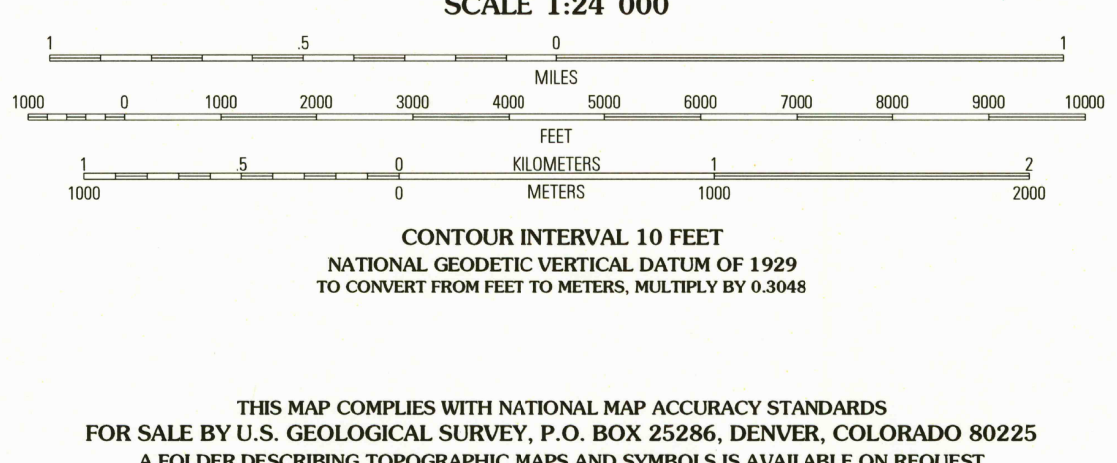 SCALE 1:24 000
1 .5 0 1
MILES
1000 0 1000 2000 3000 4000 5000 6000 7000 8000 9000 10000
FEET
1 .5 0 KILOMETERS 1 2
1000 0 METERS 1000 2000
CONTOUR INTERVAL 10 FEET
NATIONAL GEODETIC VERTICAL DATUM OF 1929
TO CONVERT FROM FEET TO METERS, MULTIPLY BY 0.3048
THIS MAP COMPLIES WITH NATIONAL MAP ACCURACY STANDARDS
FOR SALE BY U.S. GEOLOGICAL SURVEY, P.O. BOX 25286, DENVER, COLORADO 80225
A FOLDER DESCRIBING TOPOGRAPHIC MAPS AND SYMBOLS IS AVAILABLE ON REQUEST